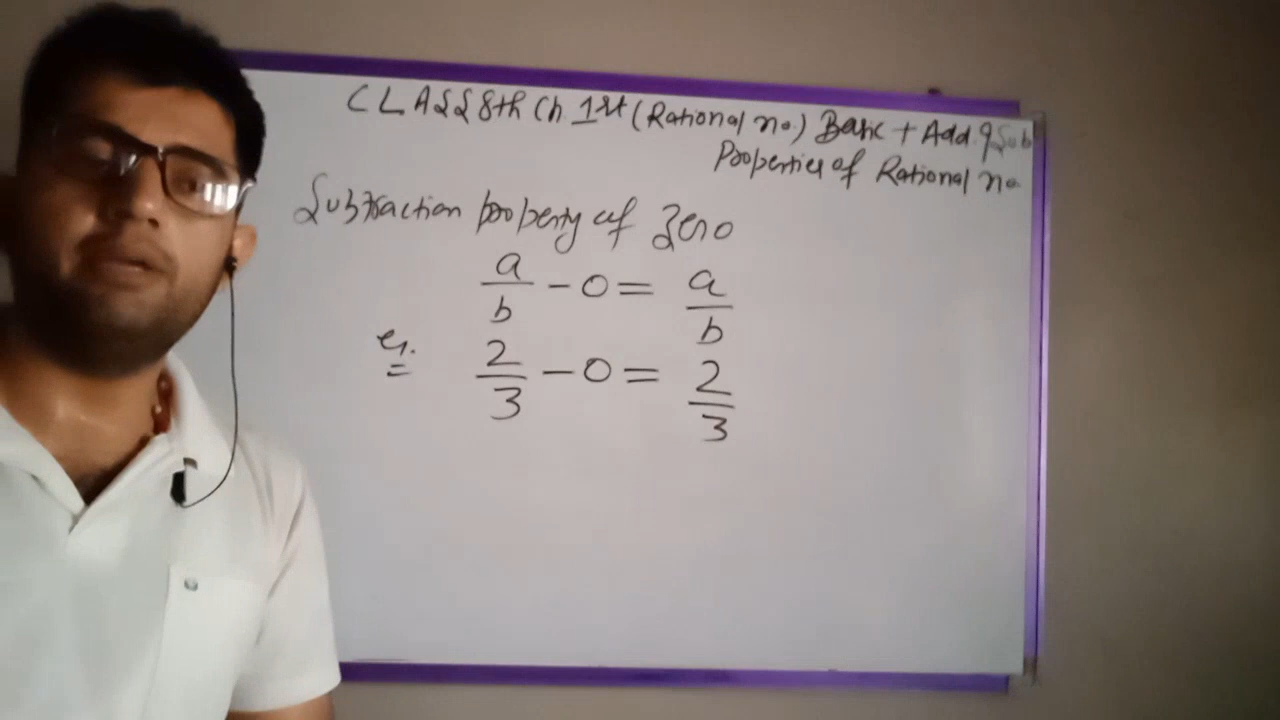 CLASS 8th Ch. 1st (Rational no.) Basic + Add. & Sub
Properties of Rational no.
Subtraction property of Zero
a/b - 0 = a/b
eg. 2/3 - 0 = 2/3